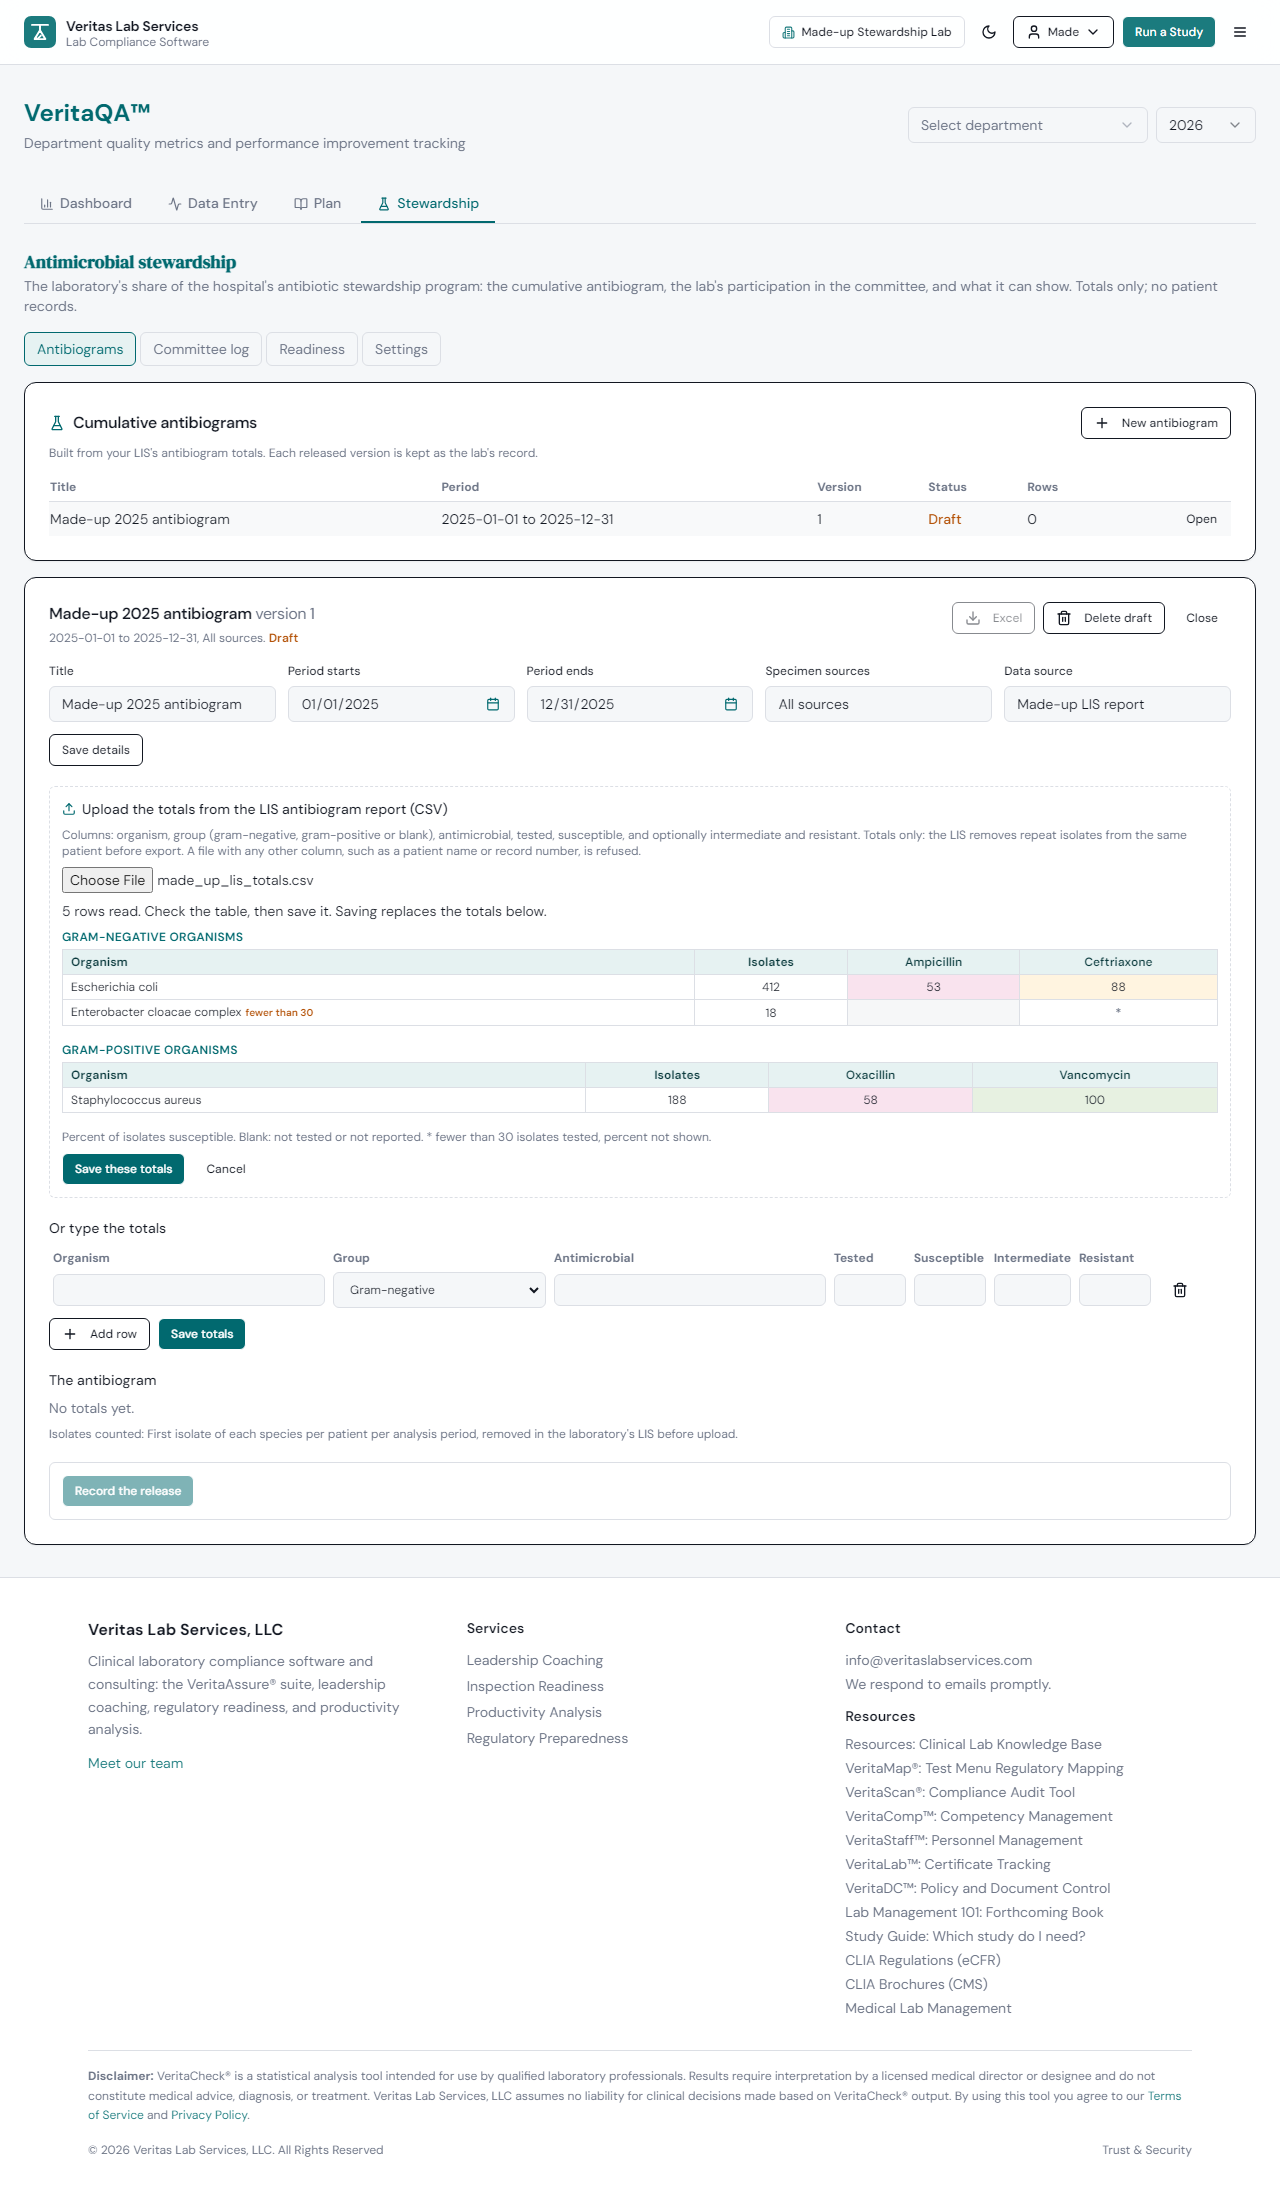 Veritas Lab Services
Lab Compliance Software
Made-up Stewardship Lab
Made
Run a Study
VeritaQA™
Department quality metrics and performance improvement tracking
Select department
2026
Dashboard
Data Entry
Plan
Stewardship
Antimicrobial stewardship
The laboratory's share of the hospital's antibiotic stewardship program: the cumulative antibiogram, the lab's participation in the committee, and what it can show. Totals only; no patient
records.
Antibiograms
Committee log
Readiness
Settings
Cumulative antibiograms
New antibiogram
Built from your LIS's antibiogram totals. Each released version is kept as the lab's record.
Title Period Version Status Rows
Made-up 2025 antibiogram 2025-01-01 to 2025-12-31 1 Draft 0 Open
Made-up 2025 antibiogram version 1
Excel
Delete draft
Close
2025-01-01 to 2025-12-31, All sources. Draft
Title Period starts Period ends Specimen sources Data source
Made-up 2025 antibiogram 01/01/2025 12/31/2025 All sources Made-up LIS report
Save details
Upload the totals from the LIS antibiogram report (CSV)
Columns: organism, group (gram-negative, gram-positive or blank), antimicrobial, tested, susceptible, and optionally intermediate and resistant. Totals only: the LIS removes repeat isolates from the same
patient before export. A file with any other column, such as a patient name or record number, is refused.
Choose File made_up_lis_totals.csv
5 rows read. Check the table, then save it. Saving replaces the totals below.
GRAM-NEGATIVE ORGANISMS
Organism Isolates Ampicillin Ceftriaxone
Escherichia coli 412 53 88
Enterobacter cloacae complex fewer than 30 18 *
GRAM-POSITIVE ORGANISMS
Organism Isolates Oxacillin Vancomycin
Staphylococcus aureus 188 58 100
Percent of isolates susceptible. Blank: not tested or not reported. * fewer than 30 isolates tested, percent not shown.
Save these totals
Cancel
Or type the totals
Organism Group Antimicrobial Tested Susceptible Intermediate Resistant
Gram-negative
Add row
Save totals
The antibiogram
No totals yet.
Isolates counted: First isolate of each species per patient per analysis period, removed in the laboratory's LIS before upload.
Record the release
Veritas Lab Services, LLC
Clinical laboratory compliance software and
consulting: the VeritaAssure® suite, leadership
coaching, regulatory readiness, and productivity
analysis.
Meet our team
Services
Leadership Coaching
Inspection Readiness
Productivity Analysis
Regulatory Preparedness
Contact
info@veritaslabservices.com
We respond to emails promptly.
Resources
Resources: Clinical Lab Knowledge Base
VeritaMap®: Test Menu Regulatory Mapping
VeritaScan®: Compliance Audit Tool
VeritaComp™: Competency Management
VeritaStaff™: Personnel Management
VeritaLab™: Certificate Tracking
VeritaDC™: Policy and Document Control
Lab Management 101: Forthcoming Book
Study Guide: Which study do I need?
CLIA Regulations (eCFR)
CLIA Brochures (CMS)
Medical Lab Management
Disclaimer: VeritaCheck® is a statistical analysis tool intended for use by qualified laboratory professionals. Results require interpretation by a licensed medical director or designee and do not
constitute medical advice, diagnosis, or treatment. Veritas Lab Services, LLC assumes no liability for clinical decisions made based on VeritaCheck® output. By using this tool you agree to our Terms
of Service and Privacy Policy.
© 2026 Veritas Lab Services, LLC. All Rights Reserved
Trust & Security